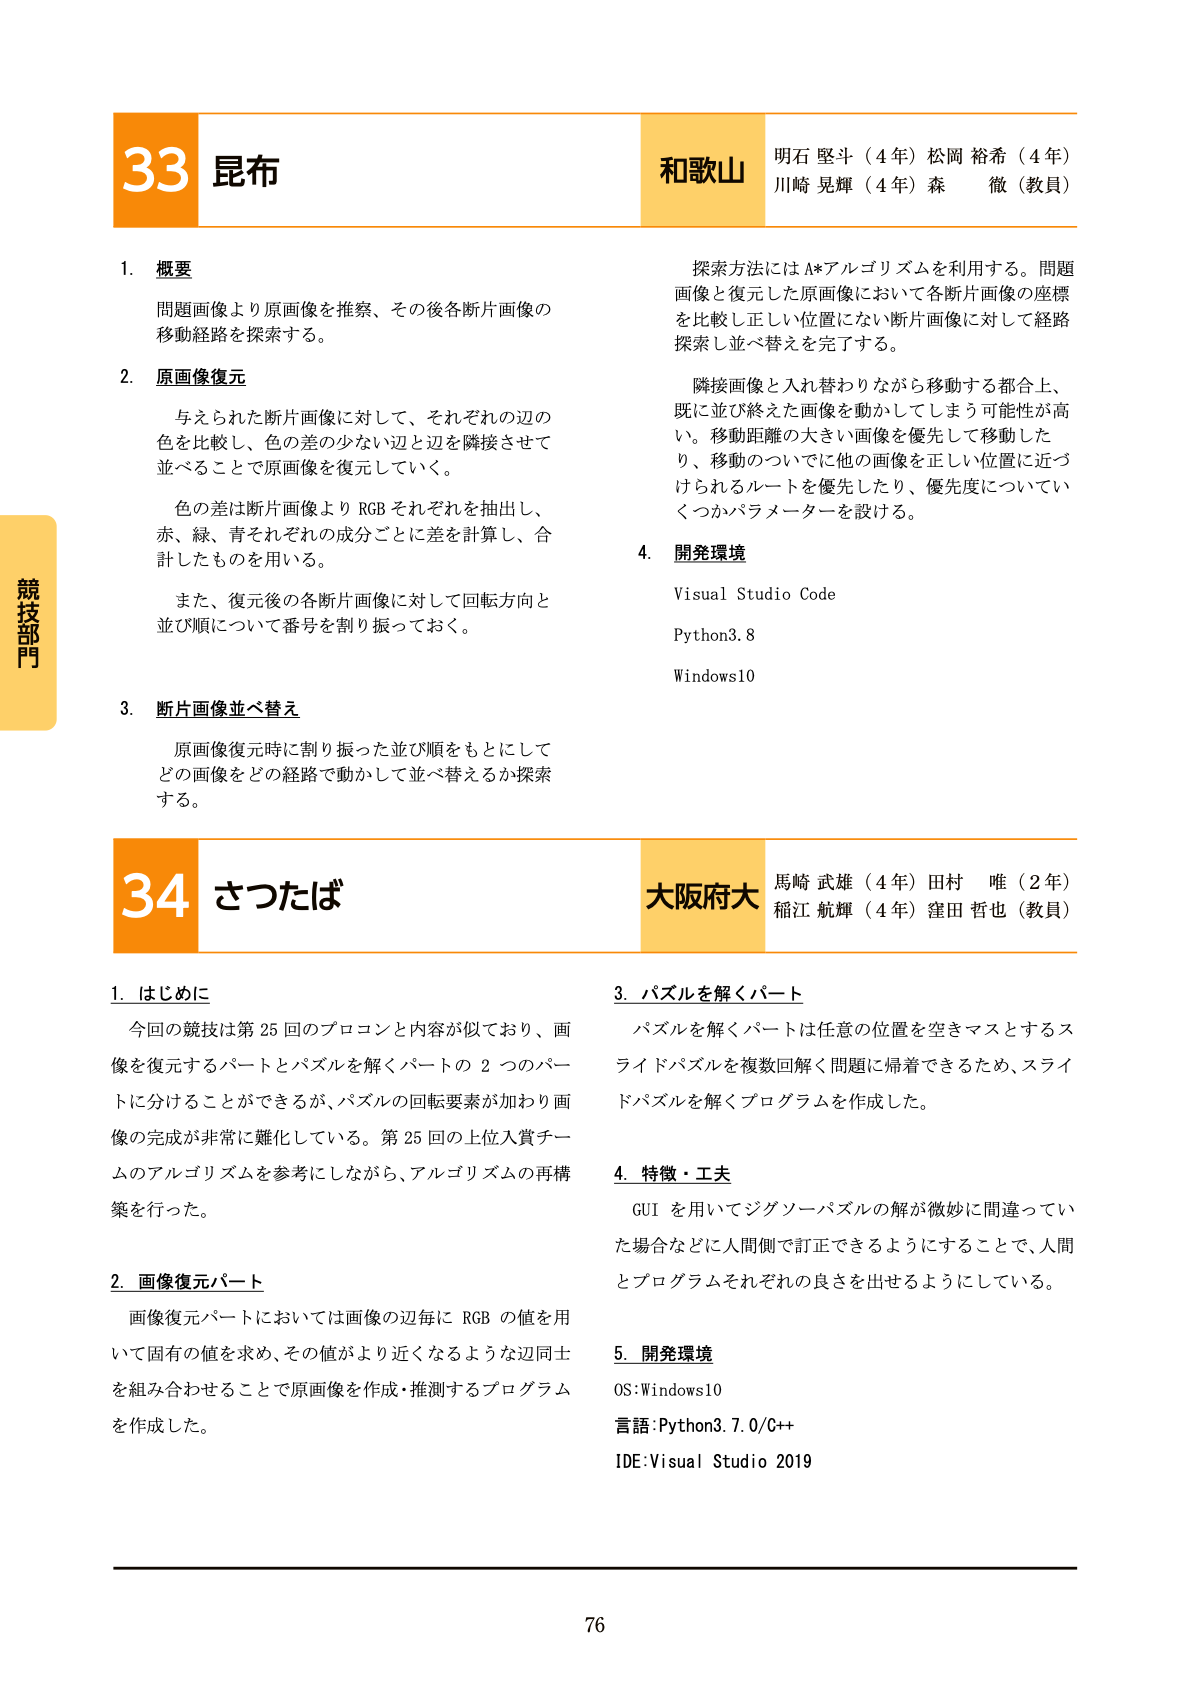 33 昆布 和歌山
明石 堅斗（４年）松岡 裕希（４年）
川崎 晃輝（４年）森　　徹（教員）
1. 概要
問題画像より原画像を推察、その後各断片画像の
移動経路を探索する。
2. 原画像復元
　与えられた断片画像に対して、それぞれの辺の
色を比較し、色の差の少ない辺と辺を隣接させて
並べることで原画像を復元していく。
　色の差は断片画像より RGB それぞれを抽出し、
赤、緑、青それぞれの成分ごとに差を計算し、合
計したものを用いる。
　また、復元後の各断片画像に対して回転方向と
並び順について番号を割り振っておく。
3. 断片画像並べ替え
　原画像復元時に割り振った並び順をもとにして
どの画像をどの経路で動かして並べ替えるか探索
する。
　探索方法には A*アルゴリズムを利用する。問題
画像と復元した原画像において各断片画像の座標
を比較し正しい位置にない断片画像に対して経路
探索し並べ替えを完了する。
　隣接画像と入れ替わりながら移動する都合上、
既に並び終えた画像を動かしてしまう可能性が高
い。移動距離の大きい画像を優先して移動した
り、移動のついでに他の画像を正しい位置に近づ
けられるルートを優先したり、優先度についてい
くつかパラメーターを設ける。
4. 開発環境
Visual Studio Code
Python3.8
Windows10
競技部門
34 さつたば 大阪府大
馬崎 武雄（４年）田村　唯（２年）
稲江 航輝（４年）窪田 哲也（教員）
1. はじめに
　今回の競技は第 25 回のプロコンと内容が似ており、画
像を復元するパートとパズルを解くパートの 2 つのパー
トに分けることができるが、パズルの回転要素が加わり画
像の完成が非常に難化している。第 25 回の上位入賞チー
ムのアルゴリズムを参考にしながら、アルゴリズムの再構
築を行った。
2. 画像復元パート
　画像復元パートにおいては画像の辺毎に RGB の値を用
いて固有の値を求め、その値がより近くなるような辺同士
を組み合わせることで原画像を作成・推測するプログラム
を作成した。
3. パズルを解くパート
　パズルを解くパートは任意の位置を空きマスとするス
ライドパズルを複数回解く問題に帰着できるため、スライ
ドパズルを解くプログラムを作成した。
4. 特徴・工夫
　GUI を用いてジグソーパズルの解が微妙に間違ってい
た場合などに人間側で訂正できるようにすることで、人間
とプログラムそれぞれの良さを出せるようにしている。
5. 開発環境
OS:Windows10
言語:Python3.7.0/C++
IDE:Visual Studio 2019
76